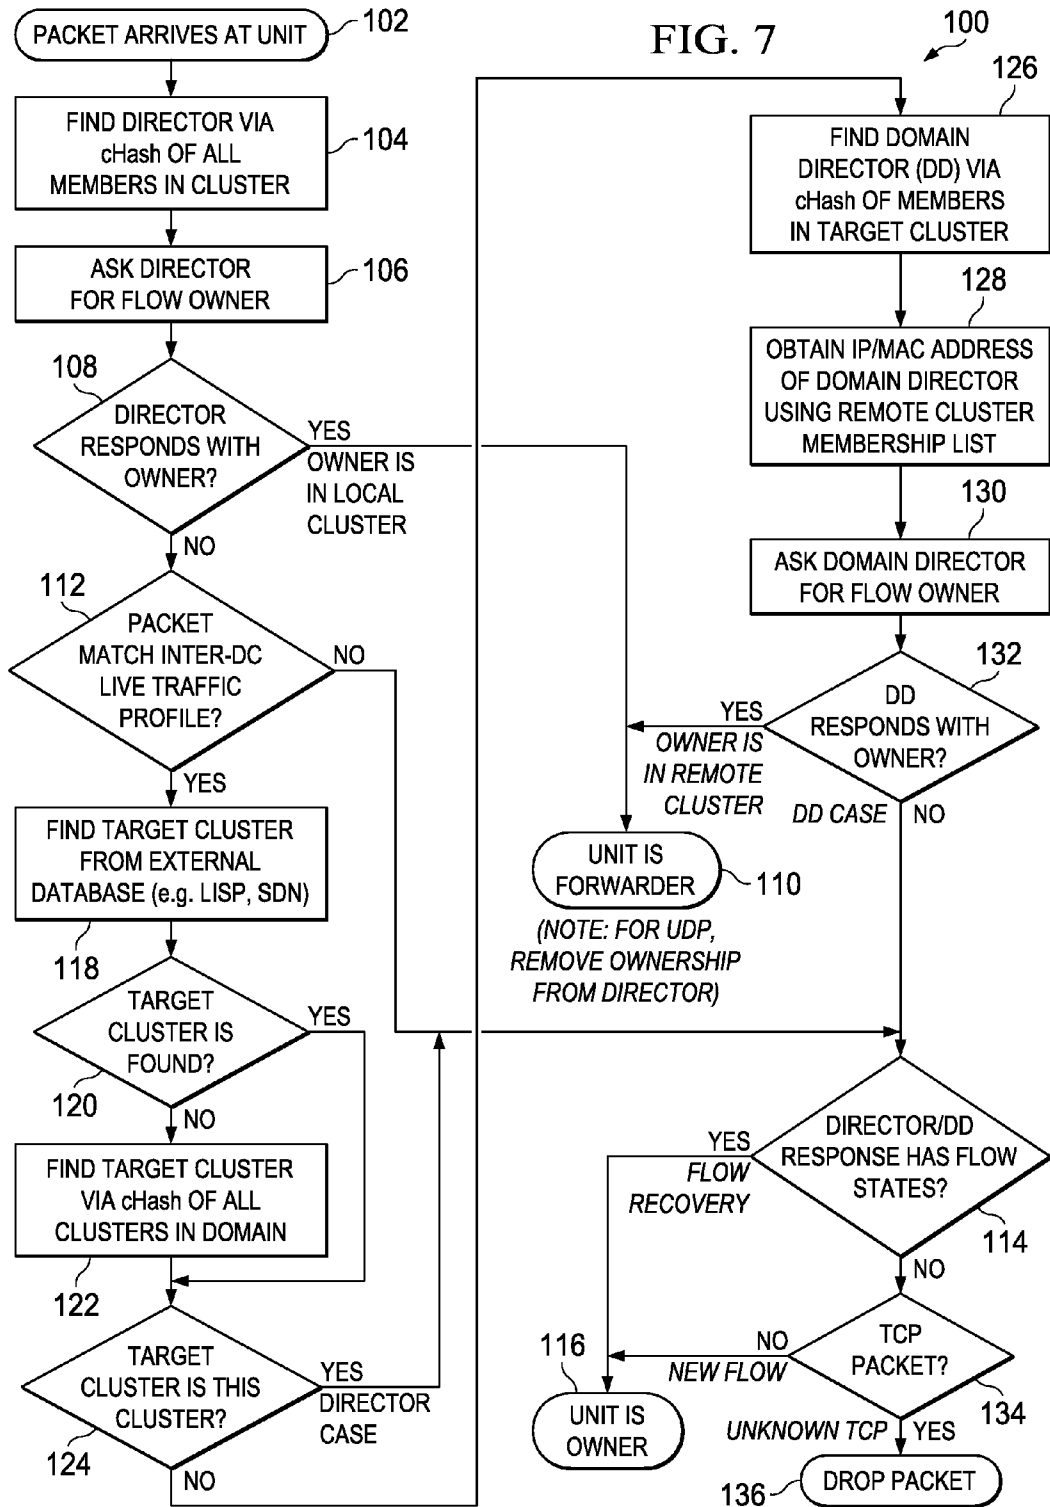 FIG. 7
100
PACKET ARRIVES AT UNIT
102
FIND DIRECTOR VIA
cHash OF ALL
MEMBERS IN CLUSTER
104
ASK DIRECTOR
FOR FLOW OWNER
106
108
DIRECTOR
RESPONDS WITH
OWNER?
YES
OWNER IS
IN LOCAL
CLUSTER
NO
112
PACKET
MATCH INTER-DC
LIVE TRAFFIC
PROFILE?
NO
YES
FIND TARGET CLUSTER
FROM EXTERNAL
DATABASE (e.g. LISP, SDN)
118
TARGET
CLUSTER IS
FOUND?
YES
120
NO
FIND TARGET CLUSTER
VIA cHash OF ALL
CLUSTERS IN DOMAIN
122
TARGET
CLUSTER IS THIS
CLUSTER?
YES
DIRECTOR
CASE
124
NO
126
FIND DOMAIN
DIRECTOR (DD) VIA
cHash OF MEMBERS
IN TARGET CLUSTER
128
OBTAIN IP/MAC ADDRESS
OF DOMAIN DIRECTOR
USING REMOTE CLUSTER
MEMBERSHIP LIST
130
ASK DOMAIN DIRECTOR
FOR FLOW OWNER
132
DD
RESPONDS WITH
OWNER?
YES
OWNER IS
IN REMOTE
CLUSTER
DD CASE
NO
UNIT IS
FORWARDER
110
(NOTE: FOR UDP,
REMOVE OWNERSHIP
FROM DIRECTOR)
DIRECTOR/DD
RESPONSE HAS FLOW
STATES?
YES
FLOW
RECOVERY
114
NO
TCP
PACKET?
NO
NEW FLOW
134
116
UNIT IS
OWNER
UNKNOWN TCP
YES
DROP PACKET
136